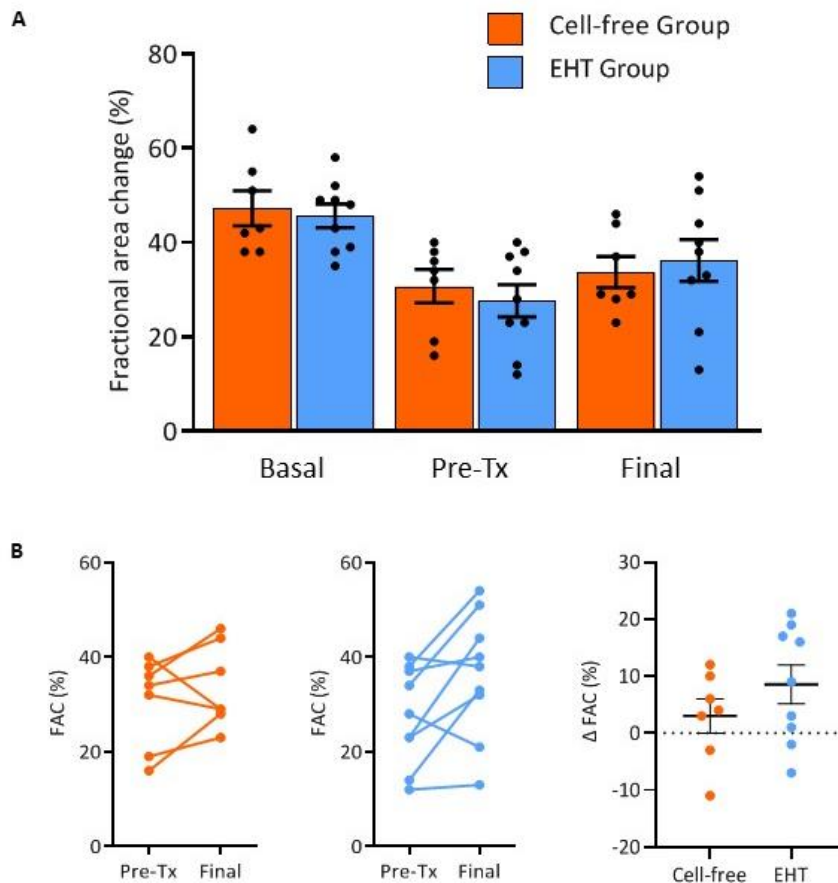 A
Cell-free Group
EHT Group
Fractional area change (%)
80
60
40
20
0
Basal Pre-Tx Final
B
FAC (%)
60
40
20
0
Pre-Tx Final
FAC (%)
60
40
20
0
Pre-Tx Final
Δ FAC (%)
30
20
10
0
-10
-20
Cell-free EHT